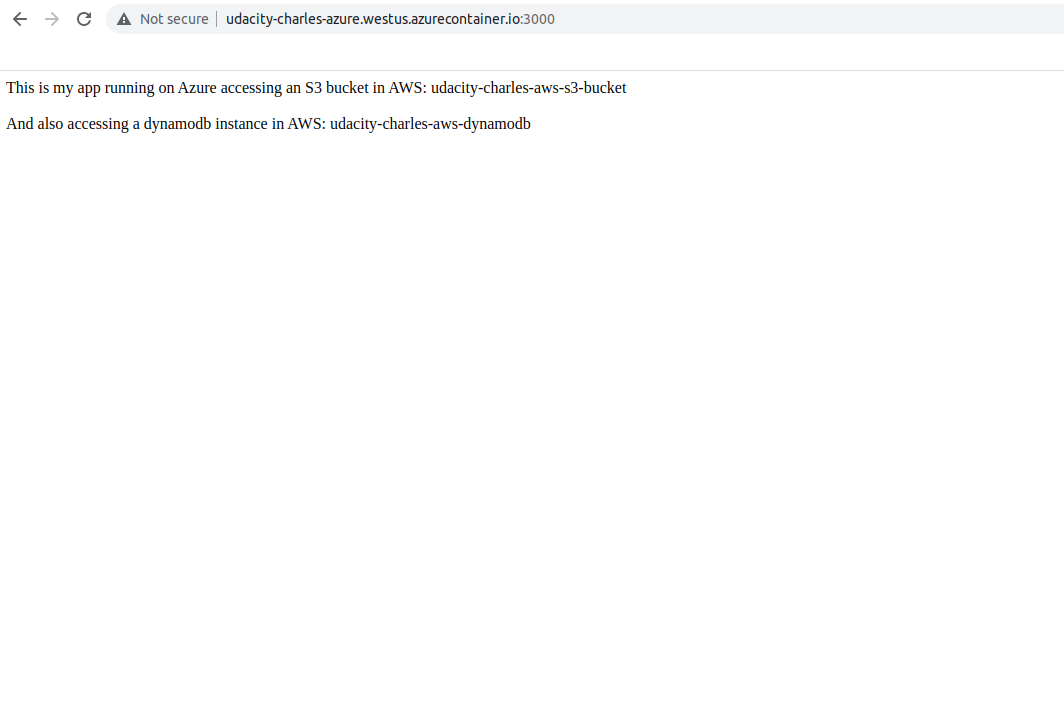 Not secure udacity-charles-azure.westus.azurecontainer.io:3000
This is my app running on Azure accessing an S3 bucket in AWS: udacity-charles-aws-s3-bucket
And also accessing a dynamodb instance in AWS: udacity-charles-aws-dynamodb